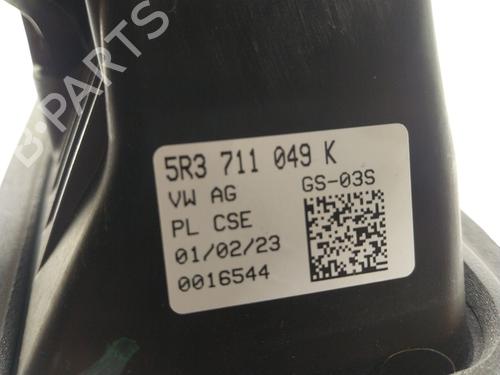 B-PARTS
5R3 711 049 K
VW AG GS-03S
PL CSE
01/02/23
0016544